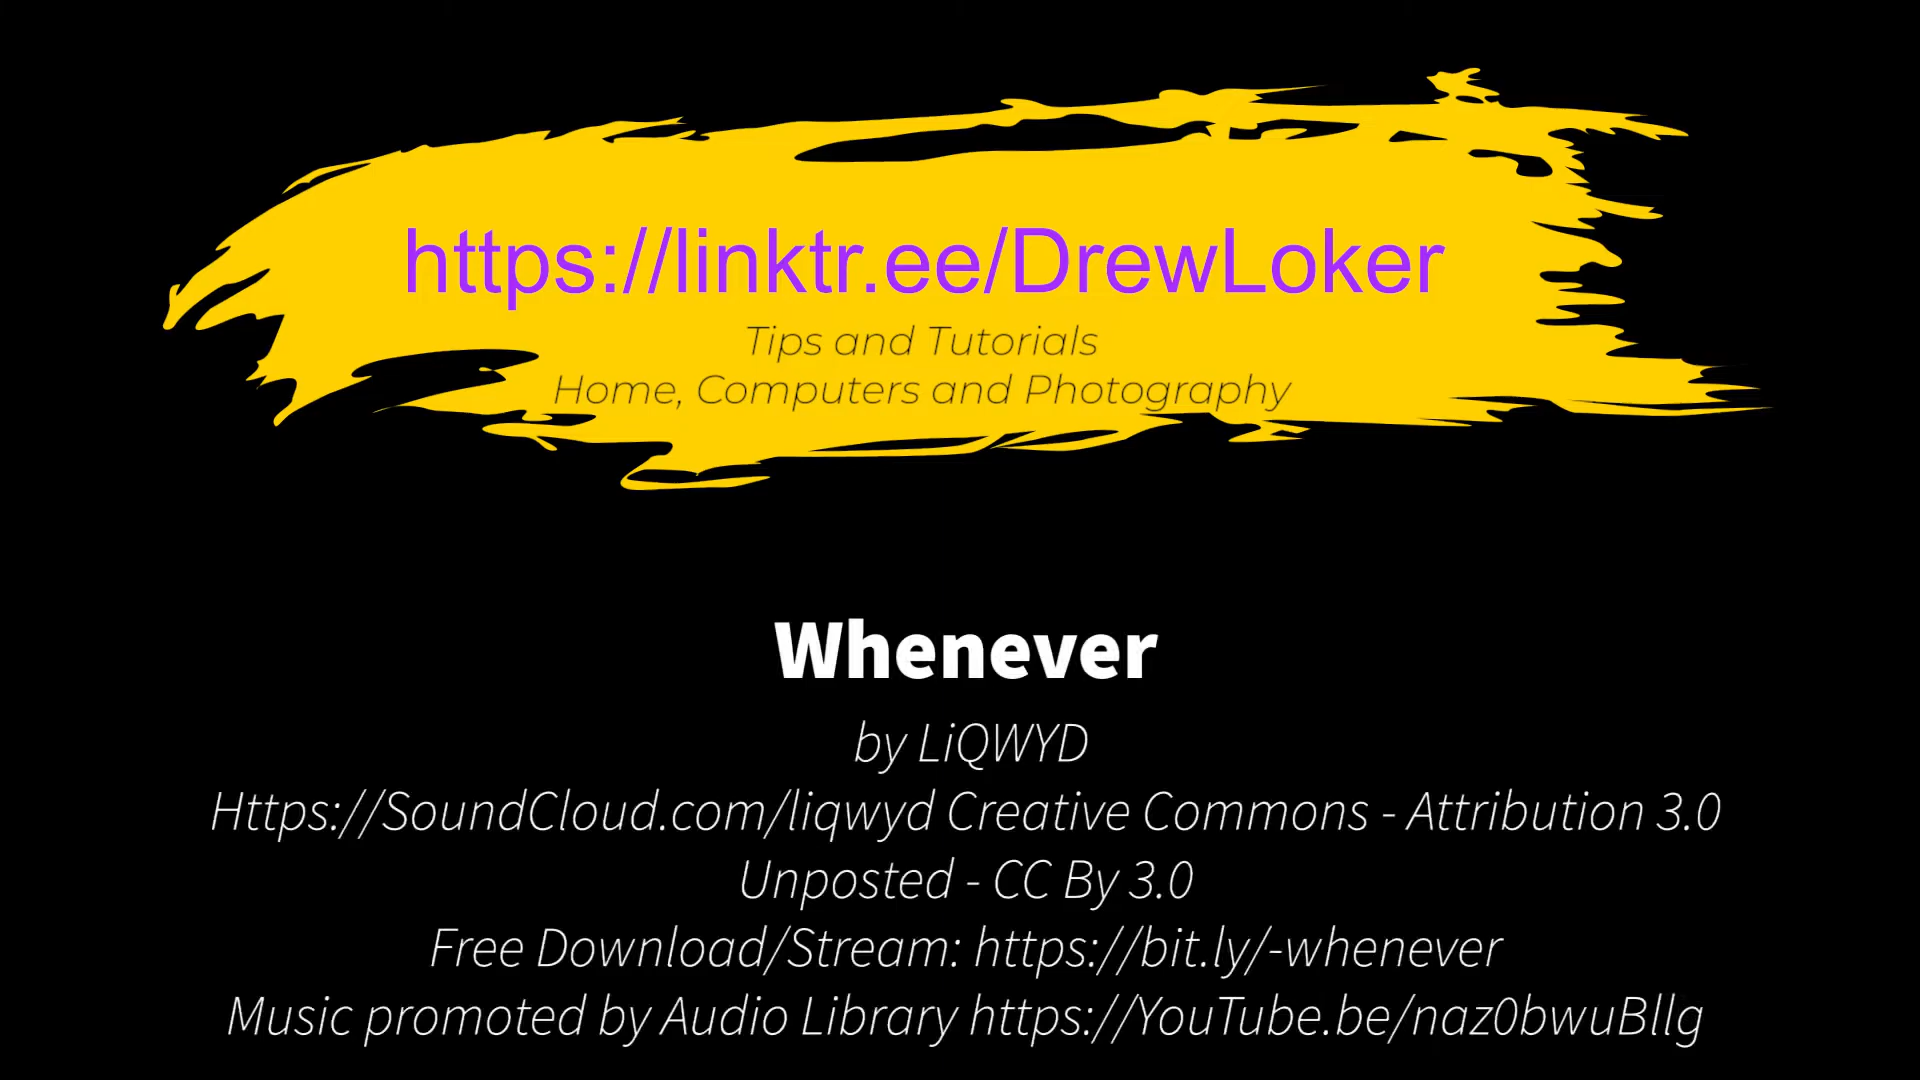 https://linktr.ee/DrewLoker
Tips and Tutorials
Home, Computers and Photography
Whenever
by LiQWYD
Https://SoundCloud.com/liqwyd Creative Commons - Attribution 3.0
Unposted - CC By 3.0
Free Download/Stream: https://bit.ly/-whenever
Music promoted by Audio Library https://YouTube.be/naz0bwuBllg